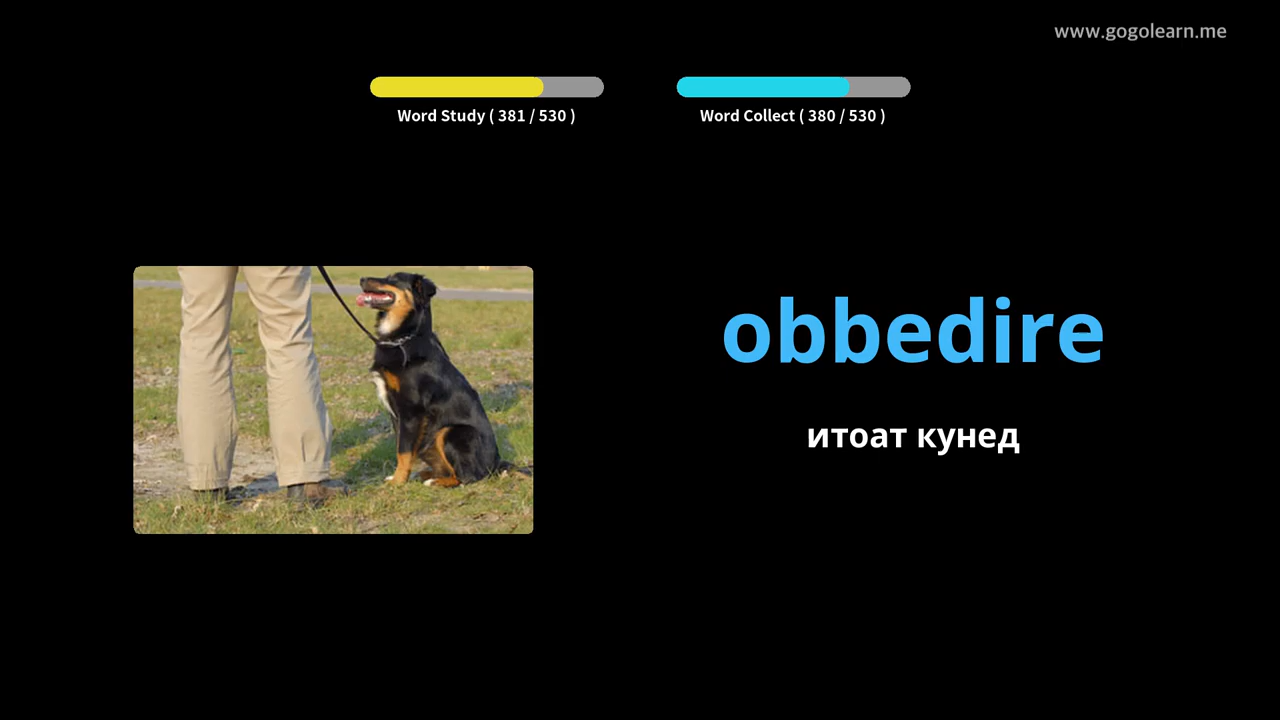 www.gogolearn.me
Word Study ( 381 / 530 )
Word Collect ( 380 / 530 )
obbedire
итоат кунед